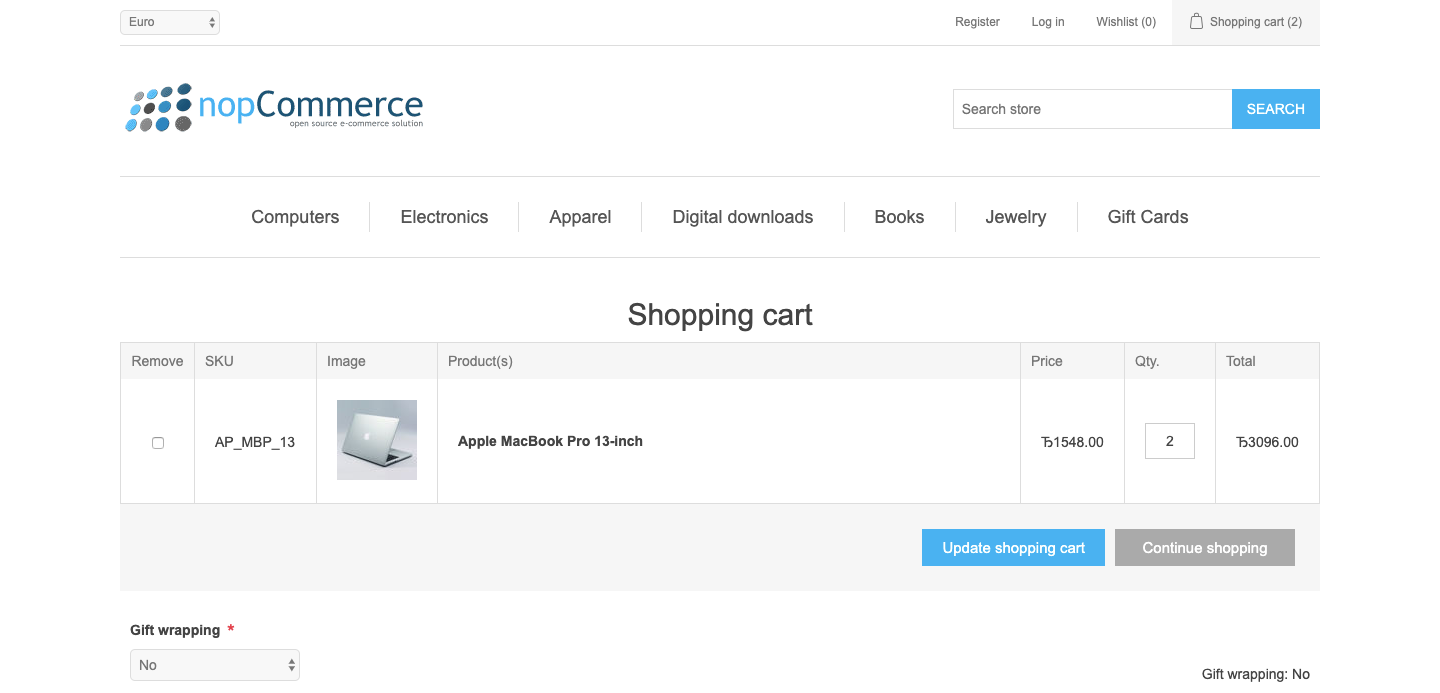 Euro
Register Log in Wishlist (0) Shopping cart (2)
nopCommerce
open source e-commerce solution
Search store SEARCH
Computers Electronics Apparel Digital downloads Books Jewelry Gift Cards
Shopping cart
Remove SKU Image Product(s) Price Qty. Total
AP_MBP_13 Apple MacBook Pro 13-inch Ђ1548.00 2 Ђ3096.00
Update shopping cart Continue shopping
Gift wrapping *
No
Gift wrapping: No